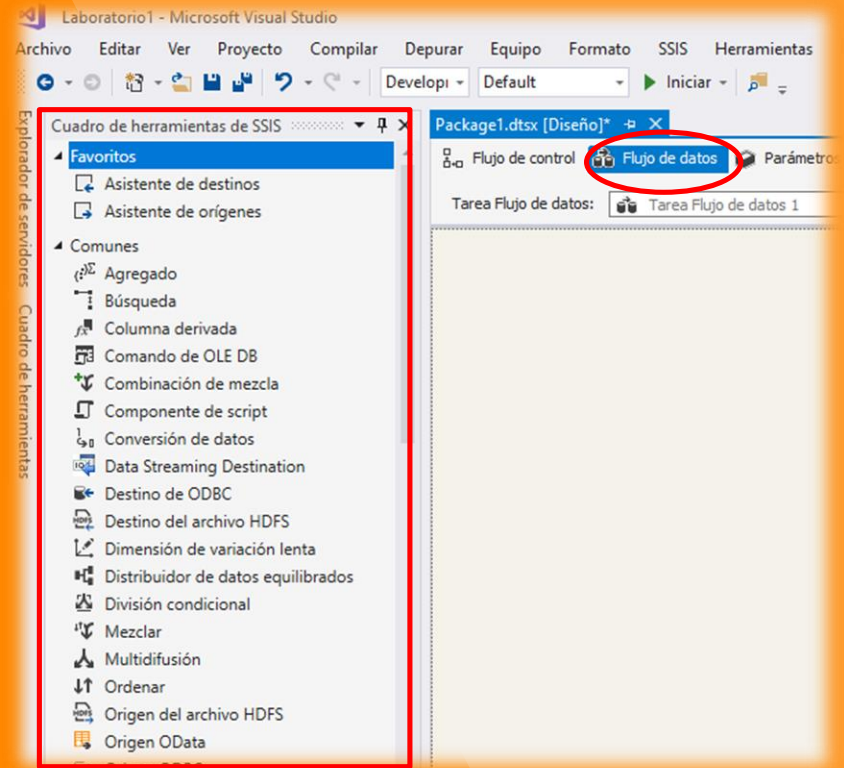 Laboratorio1 - Microsoft Visual Studio
Archivo Editar Ver Proyecto Compilar Depurar Equipo Formato SSIS Herramientas
Default Iniciar
Explorador de servidores
Cuadro de herramientas
Cuadro de herramientas de SSIS
Favoritos
Asistente de destinos
Asistente de orígenes
Comunes
Agregado
Búsqueda
Columna derivada
Comando de OLE DB
Combinación de mezcla
Componente de script
Conversión de datos
Data Streaming Destination
Destino de ODBC
Destino del archivo HDFS
Dimensión de variación lenta
Distribuidor de datos equilibrados
División condicional
Mezclar
Multidifusión
Ordenar
Origen del archivo HDFS
Origen OData
Package1.dtsx [Diseño]*
Flujo de control Flujo de datos Parámetros
Tarea Flujo de datos: Tarea Flujo de datos 1